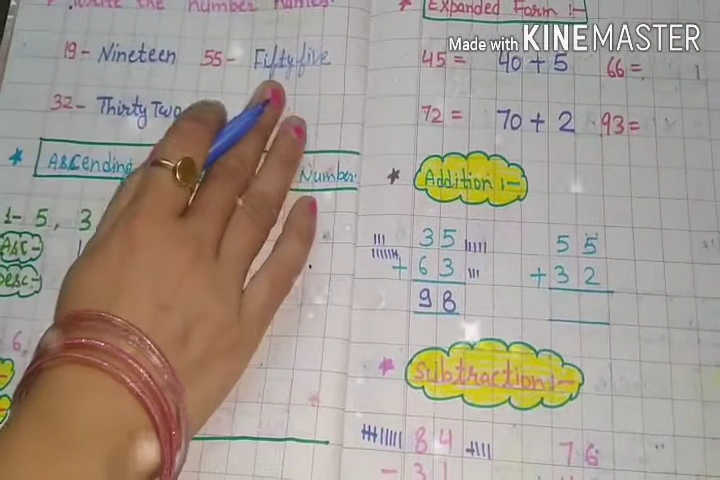 Write the number names:
19 - Nineteen 55 - Fiftyfive
32 - Thirty Two
* Ascending Number
1- 5, 3
Asc:-
Desc:-
6,
* Expanded Form :-
Made with KINEMASTER
45 = 40 + 5 66 =
72 = 70 + 2 93 =
* Addition :-
35 55
+ 63 + 32
98
* Subtraction :-
84 76
- 31